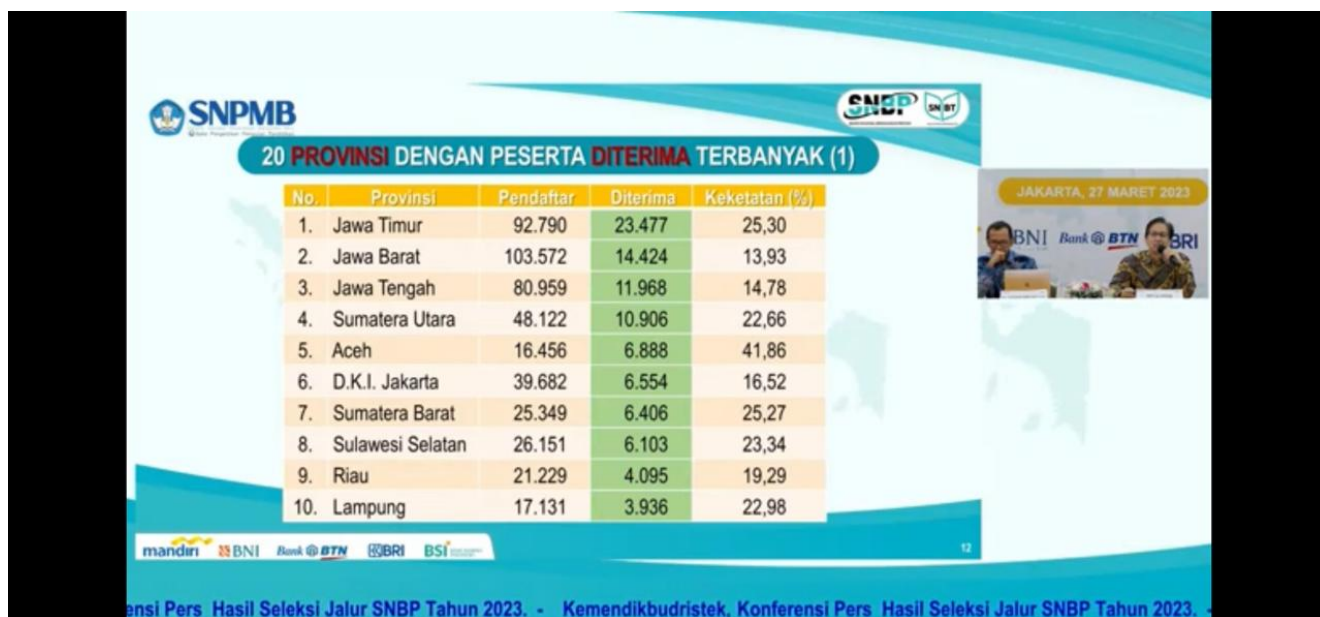 SNPMB
SNBP
SNBT
20 PROVINSI DENGAN PESERTA DITERIMA TERBANYAK (1)
No. Provinsi Pendaftar Diterima Keketatan (%)
1. Jawa Timur 92.790 23.477 25,30
2. Jawa Barat 103.572 14.424 13,93
3. Jawa Tengah 80.959 11.968 14,78
4. Sumatera Utara 48.122 10.906 22,66
5. Aceh 16.456 6.888 41,86
6. D.K.I. Jakarta 39.682 6.554 16,52
7. Sumatera Barat 25.349 6.406 25,27
8. Sulawesi Selatan 26.151 6.103 23,34
9. Riau 21.229 4.095 19,29
10. Lampung 17.131 3.936 22,98
JAKARTA, 27 MARET 2023
BNI Bank BTN BRI
mandiri BNI Bank BTN BRI BSI
12
ensi Pers Hasil Seleksi Jalur SNBP Tahun 2023. - Kemendikbudristek. Konferensi Pers Hasil Seleksi Jalur SNBP Tahun 2023. -